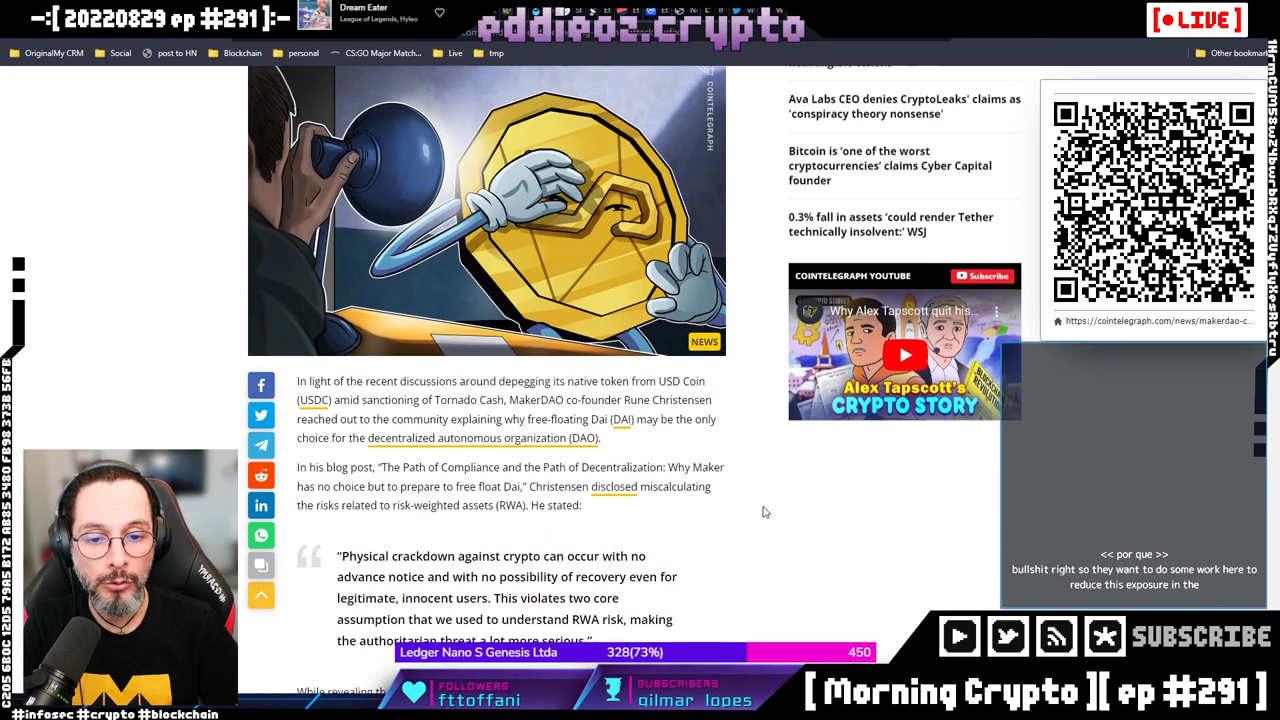 -:[ 20220829 ep #291]:-
Dream Eater
League of Legends, Hyleo
eddieoz.crypto
[•LIVE]
OriginalMy CRM
Social
post to HN
Blockchain
personal
CS:GO Major Match...
Live
tmp
Other bookmar
COINTELEGRAPH
NEWS
Ava Labs CEO denies CryptoLeaks' claims as
'conspiracy theory nonsense'
Bitcoin is ‘one of the worst
cryptocurrencies’ claims Cyber Capital
founder
0.3% fall in assets ‘could render Tether
technically insolvent:’ WSJ
COINTELEGRAPH YOUTUBE
Subscribe
Why Alex Tapscott quit his...
Alex Tapscott's
CRYPTO STORY
https://cointelegraph.com/news/makerdao-c...
In light of the recent discussions around depegging its native token from USD Coin
(USDC) amid sanctioning of Tornado Cash, MakerDAO co-founder Rune Christensen
reached out to the community explaining why free-floating Dai (DAI) may be the only
choice for the decentralized autonomous organization (DAO).
In his blog post, “The Path of Compliance and the Path of Decentralization: Why Maker
has no choice but to prepare to free float Dai,” Christensen disclosed miscalculating
the risks related to risk-weighted assets (RWA). He stated:
“Physical crackdown against crypto can occur with no
advance notice and with no possibility of recovery even for
legitimate, innocent users. This violates two core
assumption that we used to understand RWA risk, making
the authoritarian threat a lot more serious.”
While revealing the
<< por que >>
bullshit right so they want to do some work here to
reduce this exposure in the
Ledger Nano S Genesis Ltda
328(73%)
450
FOLLOWERS
fttoffani
SUBSCRIBERS
gilmar_lopes
SUBSCRIBE
[Morning Crypto][ep #291]
#infosec #crypto #blockchain